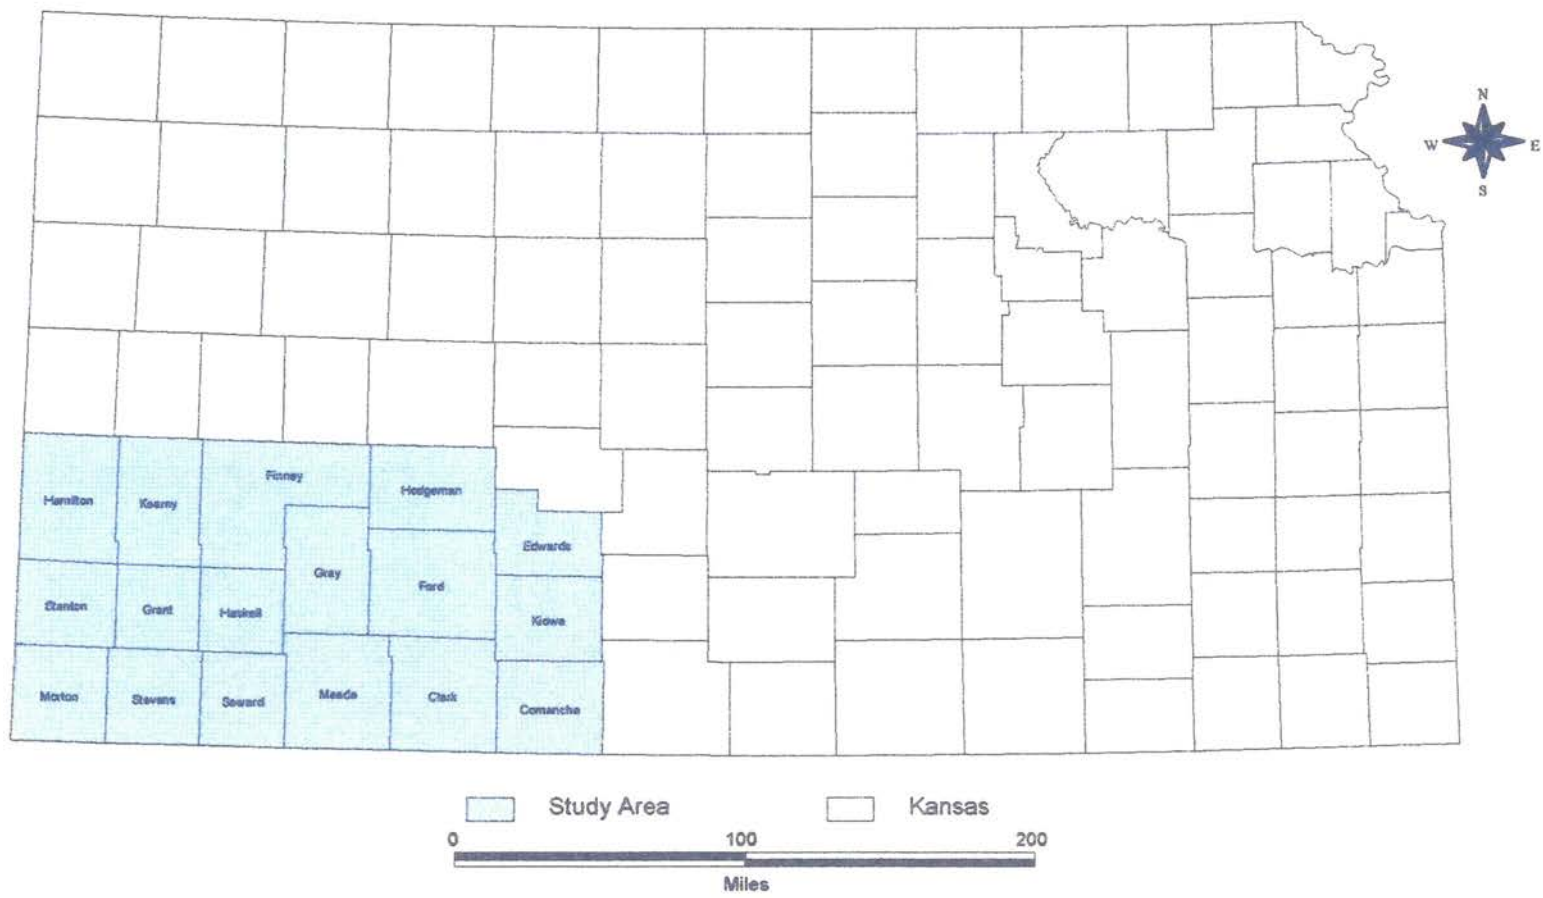 N
W E
S
Finney
Hamilton Kearny Hodgeman
Edwards
Gray Ford
Stanton Grant Haskell Kiowa
Morton Stevens Seward Meade Clark Comanche
Study Area Kansas
0 100 200
Miles